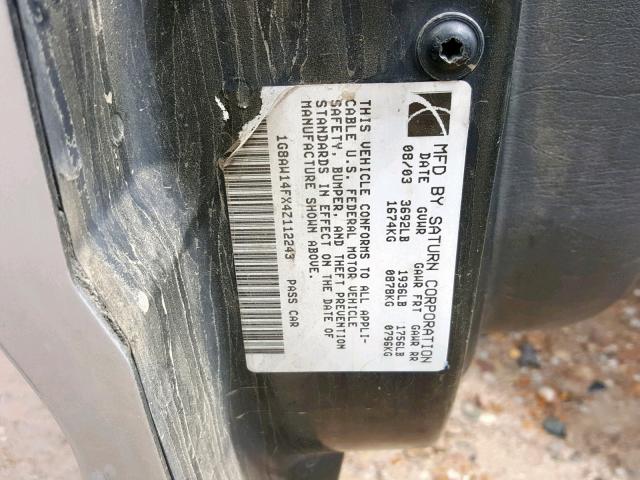 MFD BY SATURN CORPORATION
DATE GVWR GAWR FRT GAWR RR
08/03 3692LB 1936LB 1756LB
1674KG 0878KG 0796KG
THIS VEHICLE CONFORMS TO ALL APPLI-
CABLE U.S. FEDERAL MOTOR VEHICLE
SAFETY, BUMPER, AND THEFT PREVENTION
STANDARDS IN EFFECT ON THE DATE OF
MANUFACTURE SHOWN ABOVE.
1G8AW14FX4Z112243 PASS CAR